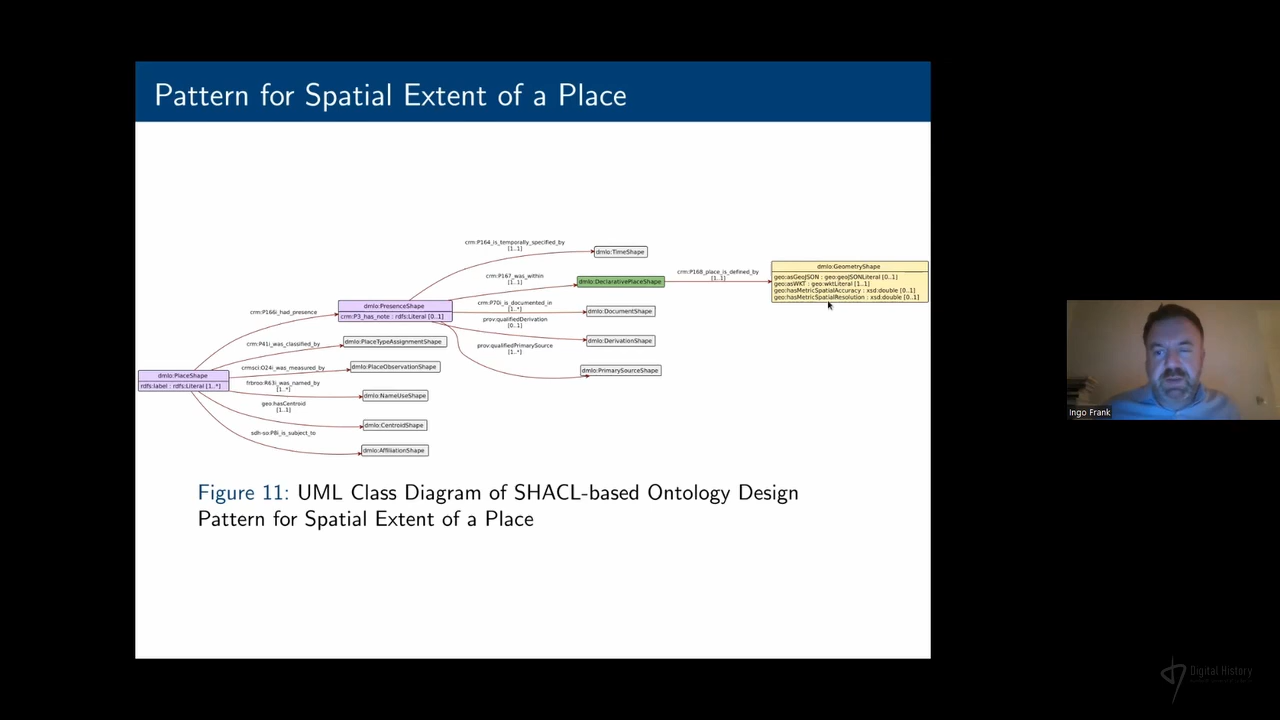 Pattern for Spatial Extent of a Place
crm:P164_is_temporally_specified_by
[1..1]
dmlo:TimeShape
crm:P167_was_within
[1..1]
dmlo:DeclarativePlaceShape
crm:P168_place_is_defined_by
[1..1]
dmlo:GeometryShape
geo:asGeoJSON : geo:geoJSONLiteral [0..1]
geo:asWKT : geo:wktLiteral [1..1]
geo:hasMetricSpatialAccuracy : xsd:double [0..1]
geo:hasMetricSpatialResolution : xsd:double [0..1]
dmlo:PresenceShape
crm:P3_has_note : rdfs:Literal [0..1]
crm:P70i_is_documented_in
[1..*]
dmlo:DocumentShape
prov:qualifiedDerivation
[0..1]
dmlo:DerivationShape
prov:qualifiedPrimarySource
[1..*]
dmlo:PrimarySourceShape
crm:P166i_had_presence
crm:P41i_was_classified_by
dmlo:PlaceTypeAssignmentShape
crmsci:O24i_was_measured_by
dmlo:PlaceObservationShape
dmlo:PlaceShape
rdfs:label : rdfs:Literal [1..*]
frbroo:R63i_was_named_by
[1..*]
dmlo:NameUseShape
geo:hasCentroid
[1..1]
dmlo:CentroidShape
sdh-so:P8i_is_subject_to
dmlo:AffiliationShape
Figure 11: UML Class Diagram of SHACL-based Ontology Design
Pattern for Spatial Extent of a Place
Ingo Frank
Digital History